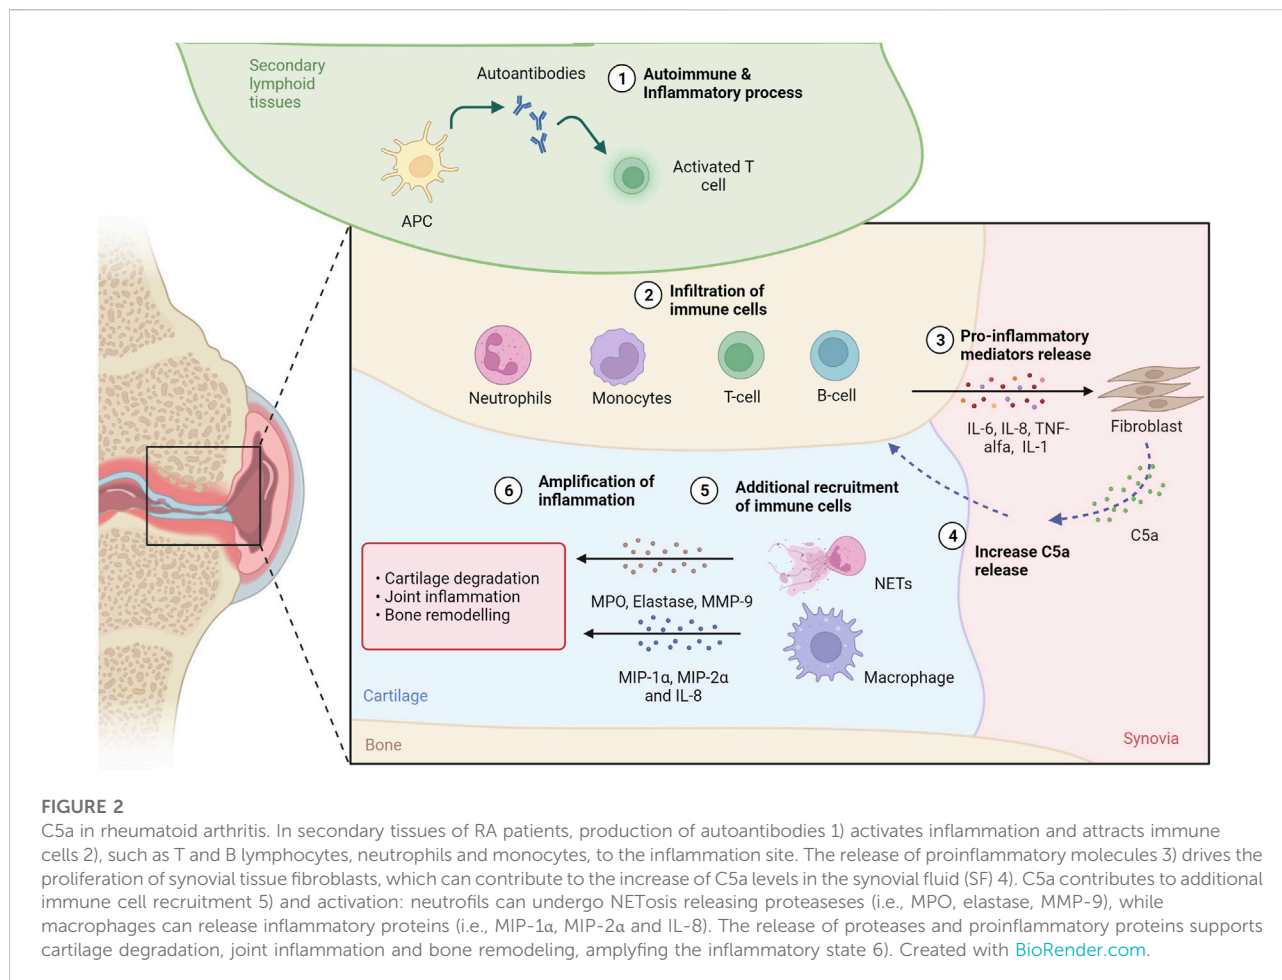 Secondary
lymphoid
tissues
Autoantibodies
1
Autoimmune &
Inflammatory process
Activated T
cell
APC
2
Infiltration of
immune cells
Neutrophils
Monocytes
T-cell
B-cell
3
Pro-inflammatory
mediators release
IL-6, IL-8, TNF-
alfa, IL-1
Fibroblast
C5a
4
Increase C5a
release
5
Additional recruitment
of immune cells
6
Amplification of
inflammation
NETs
MPO, Elastase, MMP-9
• Cartilage degradation
• Joint inflammation
• Bone remodelling
Macrophage
MIP-1α, MIP-2α
and IL-8
Cartilage
Bone
Synovia
FIGURE 2
C5a in rheumatoid arthritis. In secondary tissues of RA patients, production of autoantibodies 1) activates inflammation and attracts immune
cells 2), such as T and B lymphocytes, neutrophils and monocytes, to the inflammation site. The release of proinflammatory molecules 3) drives the
proliferation of synovial tissue fibroblasts, which can contribute to the increase of C5a levels in the synovial fluid (SF) 4). C5a contributes to additional
immune cell recruitment 5) and activation: neutrofils can undergo NETosis releasing proteaseses (i.e., MPO, elastase, MMP-9), while
macrophages can release inflammatory proteins (i.e., MIP-1α, MIP-2α and IL-8). The release of proteases and proinflammatory proteins supports
cartilage degradation, joint inflammation and bone remodeling, amplyfing the inflammatory state 6). Created with BioRender.com.